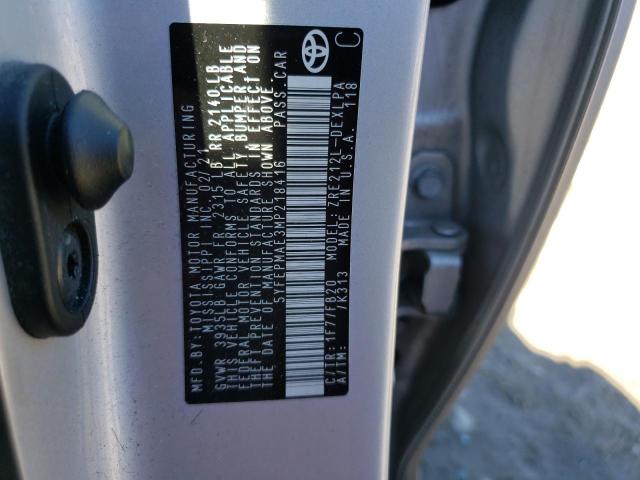 MFD.BY: TOYOTA MOTOR MANUFACTURING
MISSISSIPPI INC. 02/21
GVWR 3935LB GAWR FR 2315 LB RR 2140LB
THIS VEHICLE CONFORMS TO ALL APPLICABLE
FEDERAL MOTOR VEHICLE SAFETY, BUMPER AND
THEFT PREVENTION STANDARDS IN EFFECT ON
THE DATE OF MANUFACTURE SHOWN ABOVE.
5YFEPMAE3MP218416 PASS.CAR
C/TR: 1F7/FB20 MODEL: ZRE212L-DEXLPA
A/TM: /K313 MADE IN U.S.A. 118
C